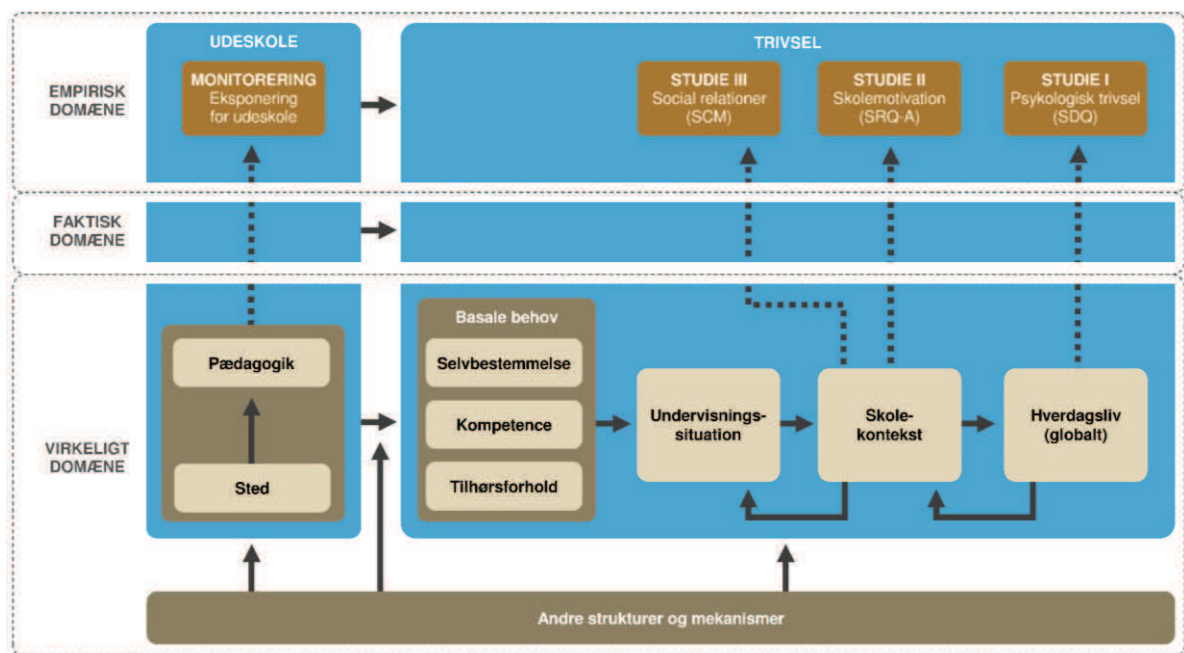 UDESKOLE
TRIVSEL
EMPIRISK
DOMÆNE
MONITORERING
Eksponering
for udeskole
STUDIE III
Social relationer
(SCM)
STUDIE II
Skolemotivation
(SRQ-A)
STUDIE I
Psykologisk trivsel
(SDQ)
FAKTISK
DOMÆNE
VIRKELIGT
DOMÆNE
Pædagogik
Sted
Basale behov
Selvbestemmelse
Kompetence
Tilhørsforhold
Undervisnings-
situation
Skole-
kontekst
Hverdagsliv
(globalt)
Andre strukturer og mekanismer